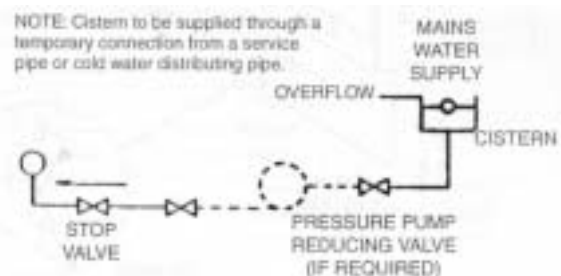 NOTE: Cistern to be supplied through a
temporary connection from a service
pipe or cold water distributing pipe.
MAINS
WATER
SUPPLY
OVERFLOW
CISTERN
STOP
VALVE
PRESSURE PUMP
REDUCING VALVE
(IF REQUIRED)